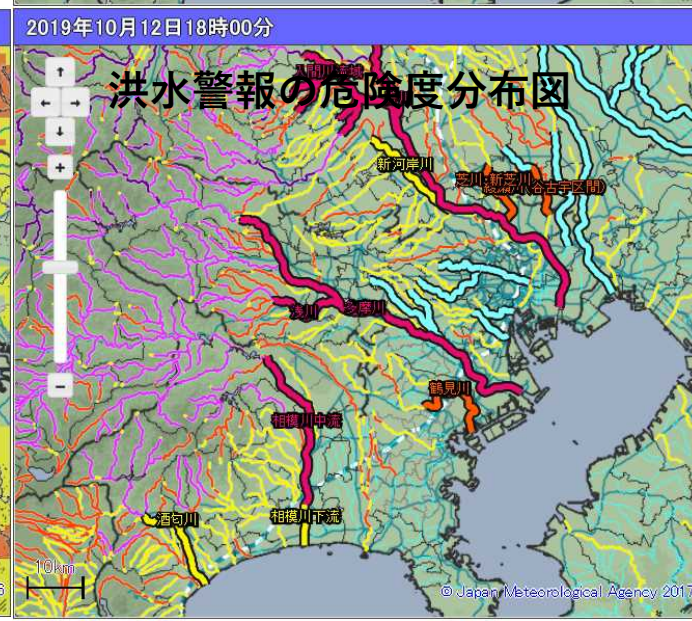 2019年10月12日18時00分
洪水警報の危険度分布図
入間川流域
新河岸川
芝川・新芝川
綾瀬川(谷古宇区間)
浅川
多摩川
鶴見川
相模川中流
酒匂川
相模川下流
10km
© Japan Meteorological Agency 2017
6